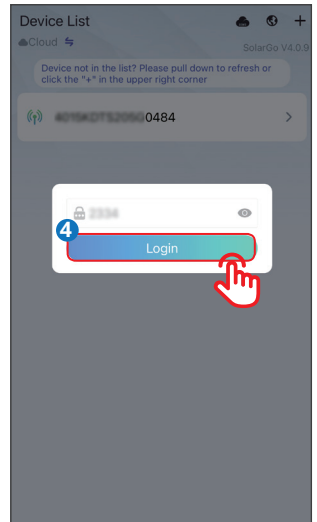 Device List
Cloud
SolarGo V4.0.9
Device not in the list? Please pull down to refresh or
click the "+" in the upper right corner
0484
4
Login